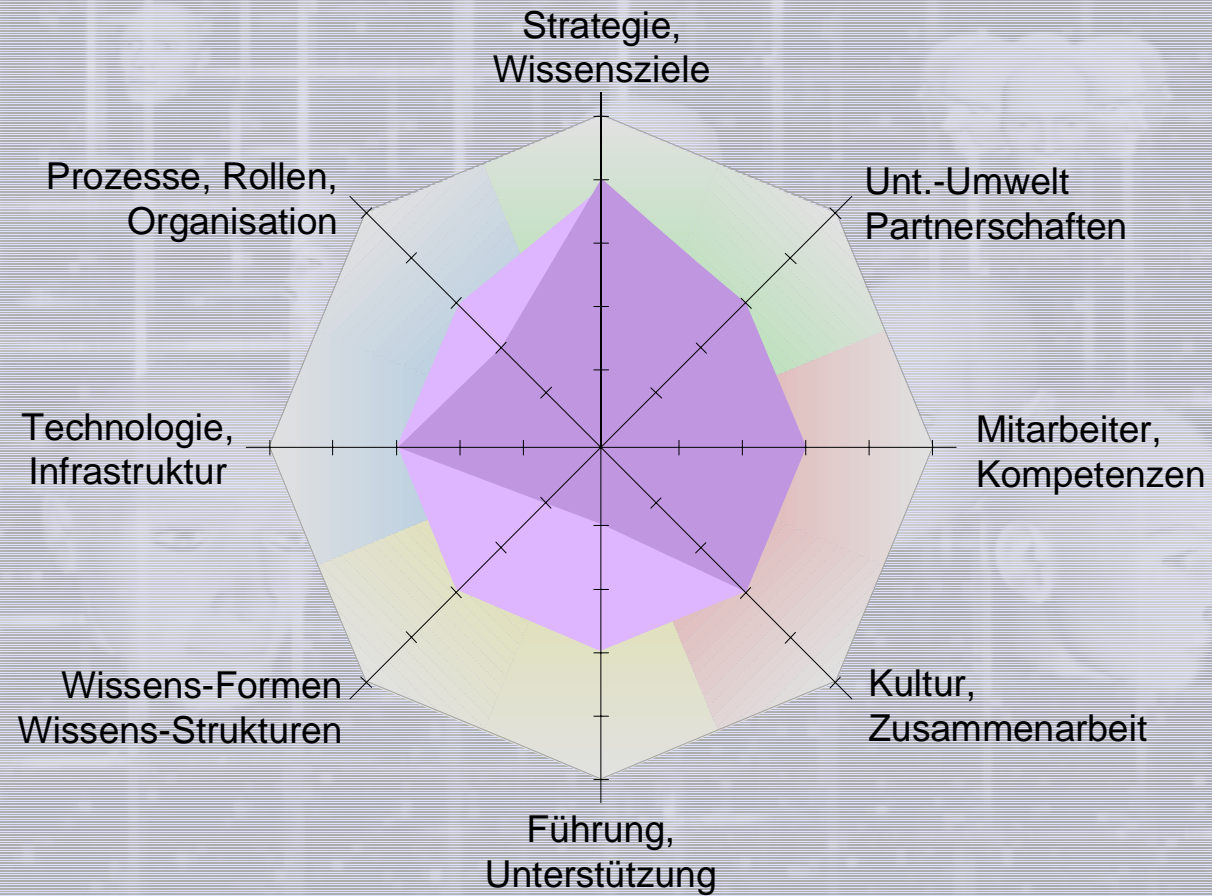 Strategie,
Wissensziele
Prozesse, Rollen,
Organisation
Unt.-Umwelt
Partnerschaften
Technologie,
Infrastruktur
Mitarbeiter,
Kompetenzen
Wissens-Formen
Wissens-Strukturen
Kultur,
Zusammenarbeit
Führung,
Unterstützung